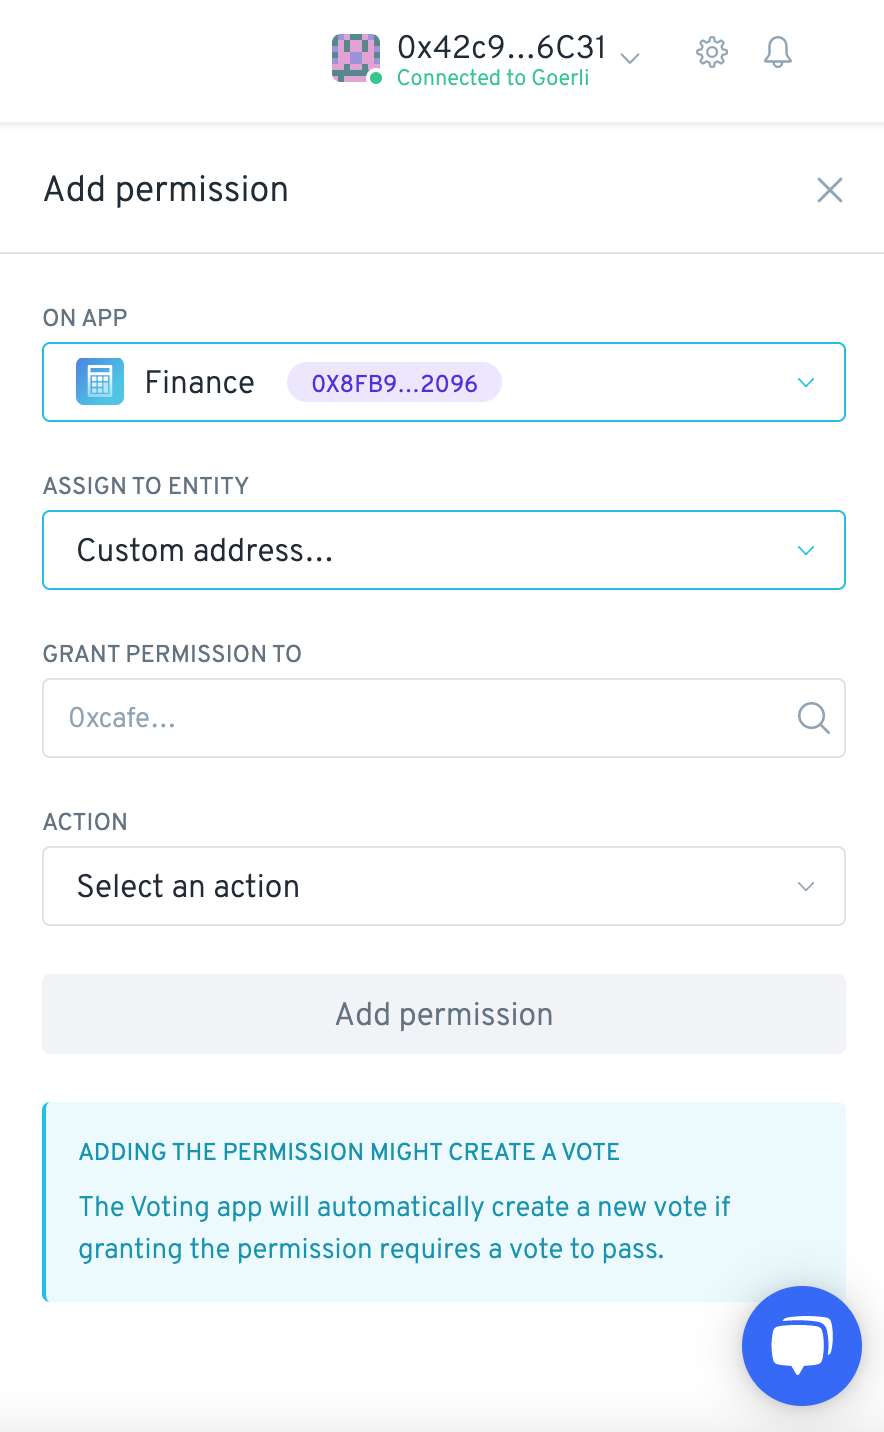 0x42c9…6C31
Connected to Goerli
Add permission
ON APP
Finance 0X8FB9…2096
ASSIGN TO ENTITY
Custom address…
GRANT PERMISSION TO
0xcafe…
ACTION
Select an action
Add permission
ADDING THE PERMISSION MIGHT CREATE A VOTE
The Voting app will automatically create a new vote if
granting the permission requires a vote to pass.